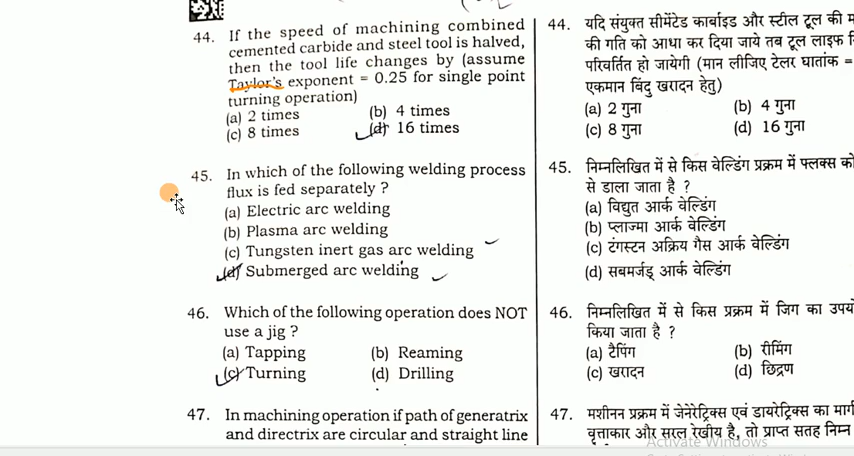 44. If the speed of machining combined
cemented carbide and steel tool is halved,
then the tool life changes by (assume
Taylor's exponent = 0.25 for single point
turning operation)
(a) 2 times (b) 4 times
(c) 8 times (d) 16 times
45. In which of the following welding process
flux is fed separately ?
(a) Electric arc welding
(b) Plasma arc welding
(c) Tungsten inert gas arc welding
(d) Submerged arc welding
46. Which of the following operation does NOT
use a jig ?
(a) Tapping (b) Reaming
(c) Turning (d) Drilling
47. In machining operation if path of generatrix
and directrix are circular and straight line
44. यदि संयुक्त सीमेंटेड कार्बाइड और स्टील टूल की
की गति को आधा कर दिया जाये तब टूल लाइफ
परिवर्तित हो जायेगी (मान लीजिए टेलर घातांक =
एकमान बिंदु खरादन हेतु)
(a) 2 गुना (b) 4 गुना
(c) 8 गुना (d) 16 गुना
45. निम्नलिखित में से किस वेल्डिंग प्रक्रम में फ्लक्स को
से डाला जाता है ?
(a) विद्युत आर्क वेल्डिंग
(b) प्लाज्मा आर्क वेल्डिंग
(c) टंगस्टन अक्रिय गैस आर्क वेल्डिंग
(d) सबमर्जड् आर्क वेल्डिंग
46. निम्नलिखित में से किस प्रक्रम में जिग का
किया जाता है ?
(a) टैपिंग (b) रीमिंग
(c) खरादन (d) छिद्रण
47. मशीनन प्रक्रम में जेनेरेट्रिक्स एवं डायरेट्रिक्स का मार्ग
वृत्ताकार और सरल रेखीय है, तो प्राप्त सतह निम्न
Activate Windows